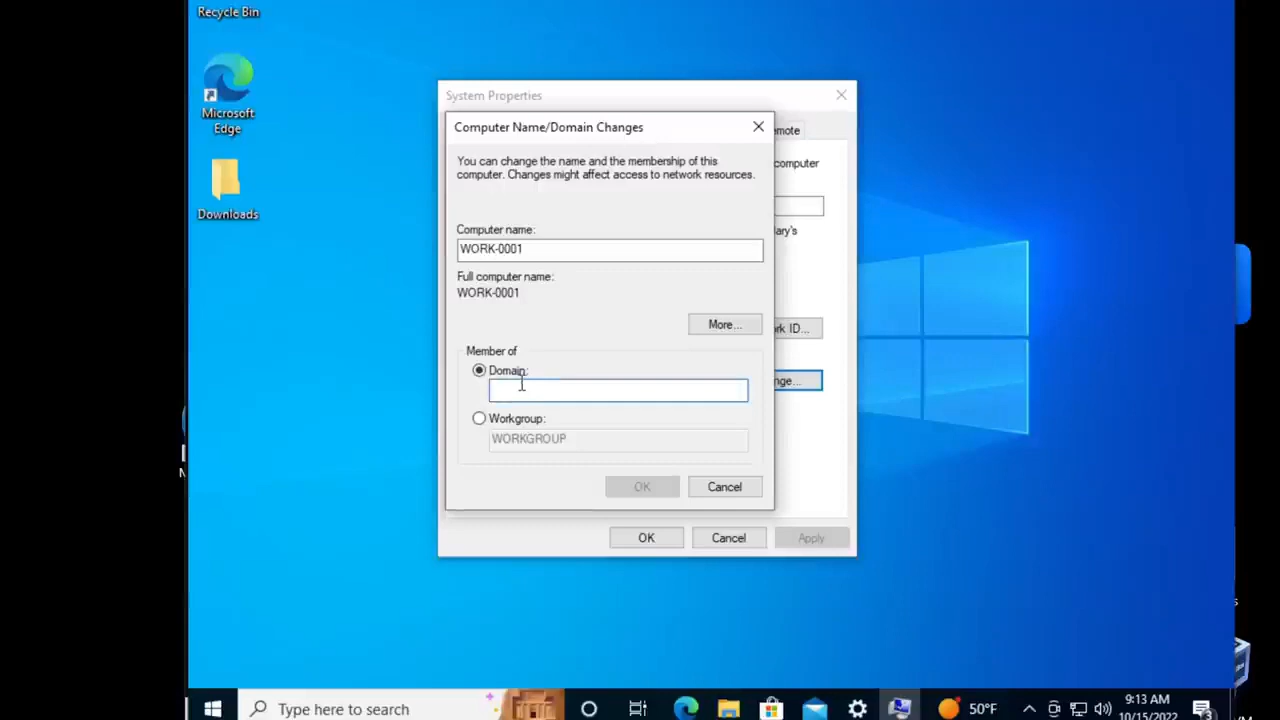 Recycle Bin
Microsoft
Edge
Downloads
System Properties
Computer Name/Domain Changes
emote
You can change the name and the membership of this
computer. Changes might affect access to network resources.
computer
Computer name:
ary's
WORK-0001
Full computer name:
WORK-0001
More...
rk ID...
Member of
Domain:
nge...
Workgroup:
WORKGROUP
OK
Cancel
OK
Cancel
Apply
Type here to search
50°F
9:13 AM
10/15/2022
3